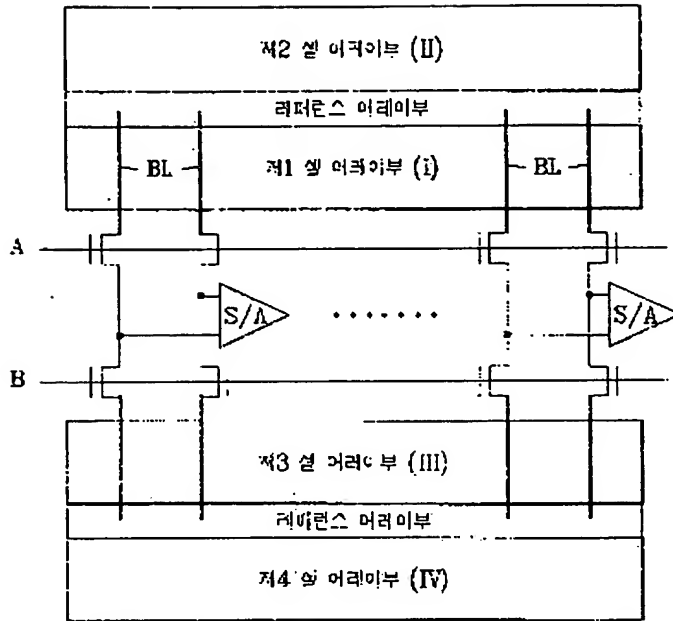 제2 셀 어레이부 (II)
레퍼런스 어레이부
BL
제1 셀 어레이부 (i)
BL
A
S/A
.......
S/A
B
제3 셀 어레이부 (III)
레퍼런스 어레이부
제4 셀 어레이부 (IV)